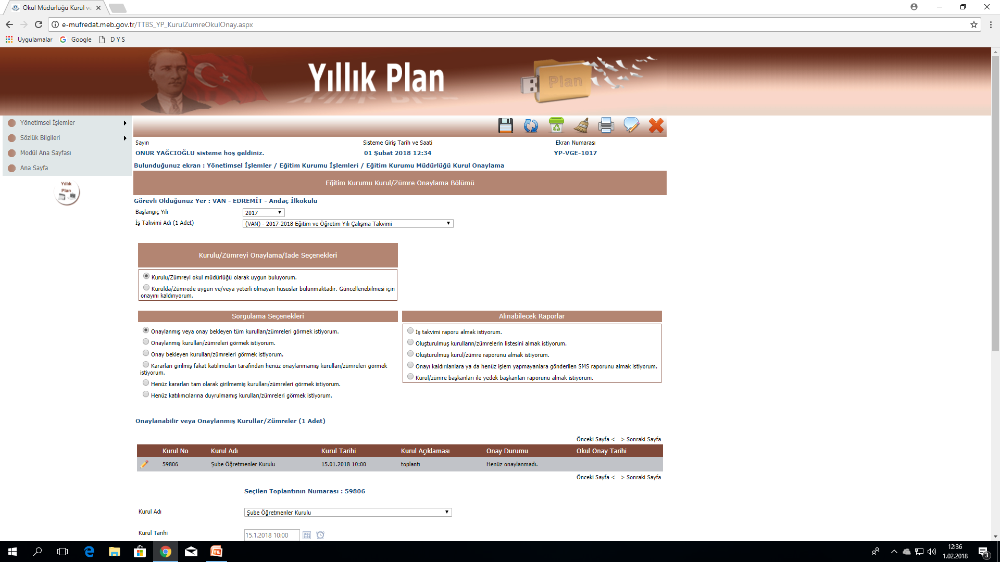 Okul Müdürlüğü Kurul ve
e-mufredat.meb.gov.tr/TTBS_YP_KurulZumreOkulOnay.aspx
Uygulamalar Google D Y S
Yıllık Plan
Plan
Yönetimsel İşlemler
Sözlük Bilgileri
Modül Ana Sayfası
Ana Sayfa
Yıllık
Plan
Sayın Sisteme Giriş Tarih ve Saati Ekran Numarası
ONUR YAĞCIOĞLU sisteme hoş geldiniz. 01 Şubat 2018 12:34 YP-VGE-1017
Bulunduğunuz ekran : Yönetimsel İşlemler / Eğitim Kurumu İşlemleri / Eğitim Kurumu Müdürlüğü Kurul Onaylama
Eğitim Kurumu Kurul/Zümre Onaylama Bölümü
Görevli Olduğunuz Yer : VAN - EDREMİT - Andaç İlkokulu
Başlangıç Yılı 2017
İş Takvimi Adı (1 Adet) (VAN) - 2017-2018 Eğitim ve Öğretim Yılı Çalışma Takvimi
Kurulu/Zümreyi Onaylama/İade Seçenekleri
Kurulu/Zümreyi okul müdürlüğü olarak uygun buluyorum.
Kurulda/Zümrede uygun ve/veya yeterli olmayan hususlar bulunmaktadır. Güncellenebilmesi için
onayını kaldırıyorum.
Sorgulama Seçenekleri
Onaylanmış veya onay bekleyen tüm kurulları/zümreleri görmek istiyorum.
Onaylanmış kurulları/zümreleri görmek istiyorum.
Onay bekleyen kurulları/zümreleri görmek istiyorum.
Kararları girilmiş fakat katılımcıları tarafından henüz onaylanmamış kurulları/zümreleri görmek
istiyorum.
Henüz kararları tam olarak girilmemiş kurulları/zümreleri görmek istiyorum.
Henüz katılımcılarına duyrulmamış kurulları/zümreleri görmek istiyorum.
Alınabilecek Raporlar
İş takvimi raporu almak istiyorum.
Oluşturulmuş kurulların/zümrelerin listesini almak istiyorum.
Oluşturulmuş kurul/zümre raporunu almak istiyorum.
Onayı kaldırılanlara ya da henüz işlem yapmayanlara gönderilen SMS raporunu almak istiyorum.
Kurul/zümre başkanları ile yedek başkanları raporunu almak istiyorum.
Onaylanabilir veya Onaylanmış Kurullar/Zümreler (1 Adet)
Önceki Sayfa < > Sonraki Sayfa
Kurul No Kurul Adı Kurul Tarihi Kurul Açıklaması Onay Durumu Okul Onay Tarihi
59806 Şube Öğretmenler Kurulu 15.01.2018 10:00 toplantı Henüz onaylanmadı.
Önceki Sayfa < > Sonraki Sayfa
Seçilen Toplantının Numarası : 59806
Kurul Adı Şube Öğretmenler Kurulu
Kurul Tarihi 15.1.2018 10:00
12:36
1.02.2018
3